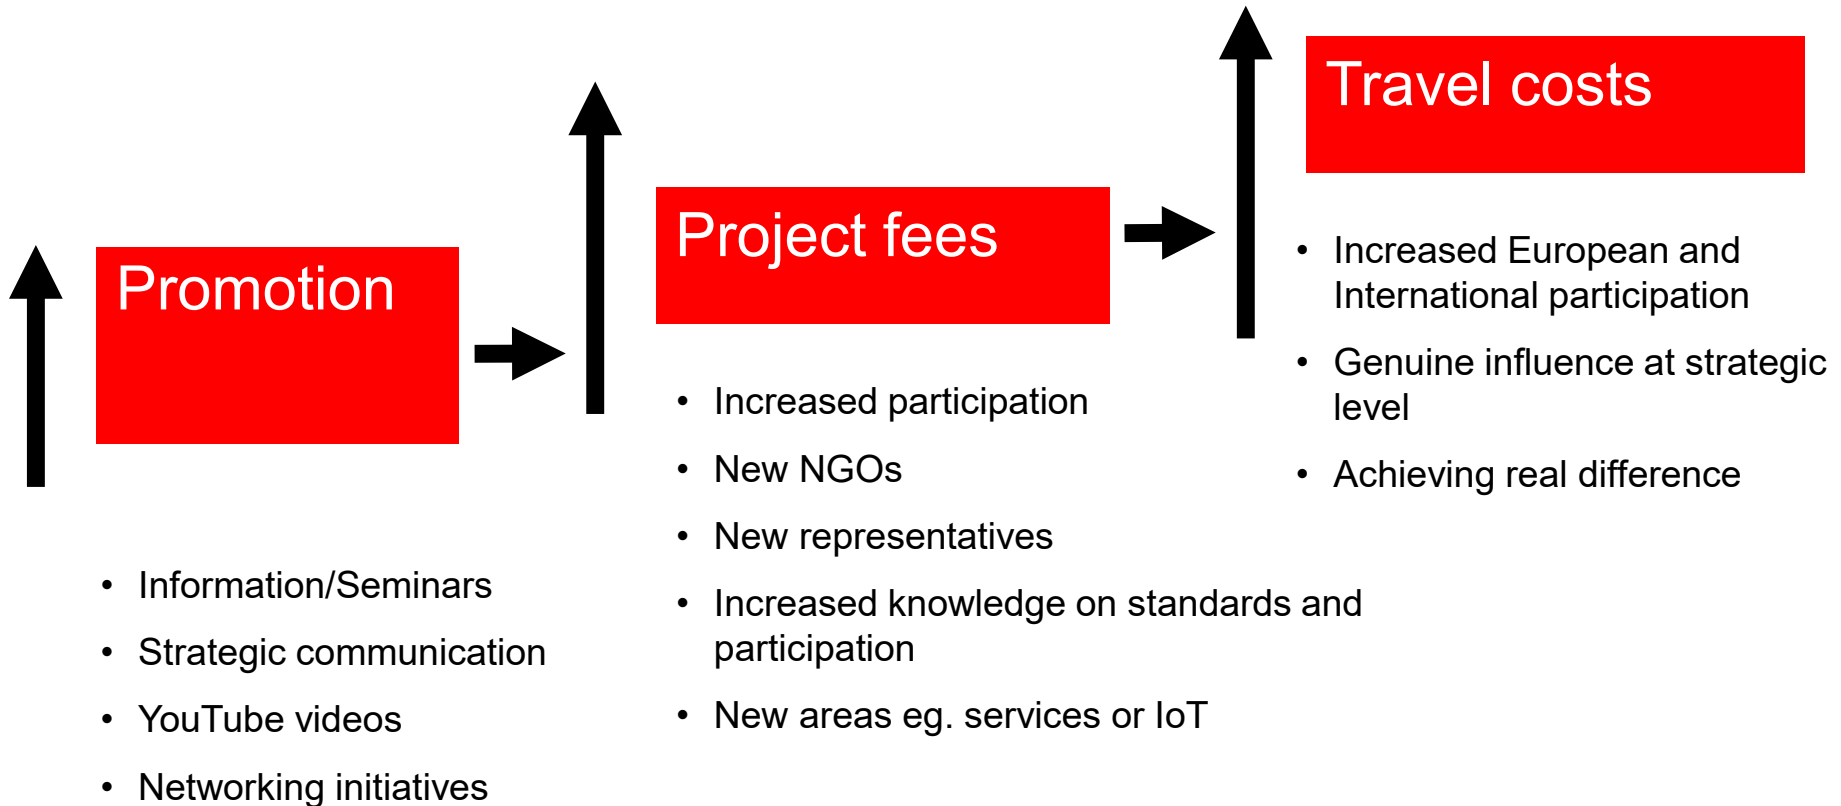 Promotion
• Information/Seminars
• Strategic communication
• YouTube videos
• Networking initiatives
Project fees
• Increased participation
• New NGOs
• New representatives
• Increased knowledge on standards and
participation
• New areas eg. services or IoT
Travel costs
• Increased European and
International participation
• Genuine influence at strategic
level
• Achieving real difference